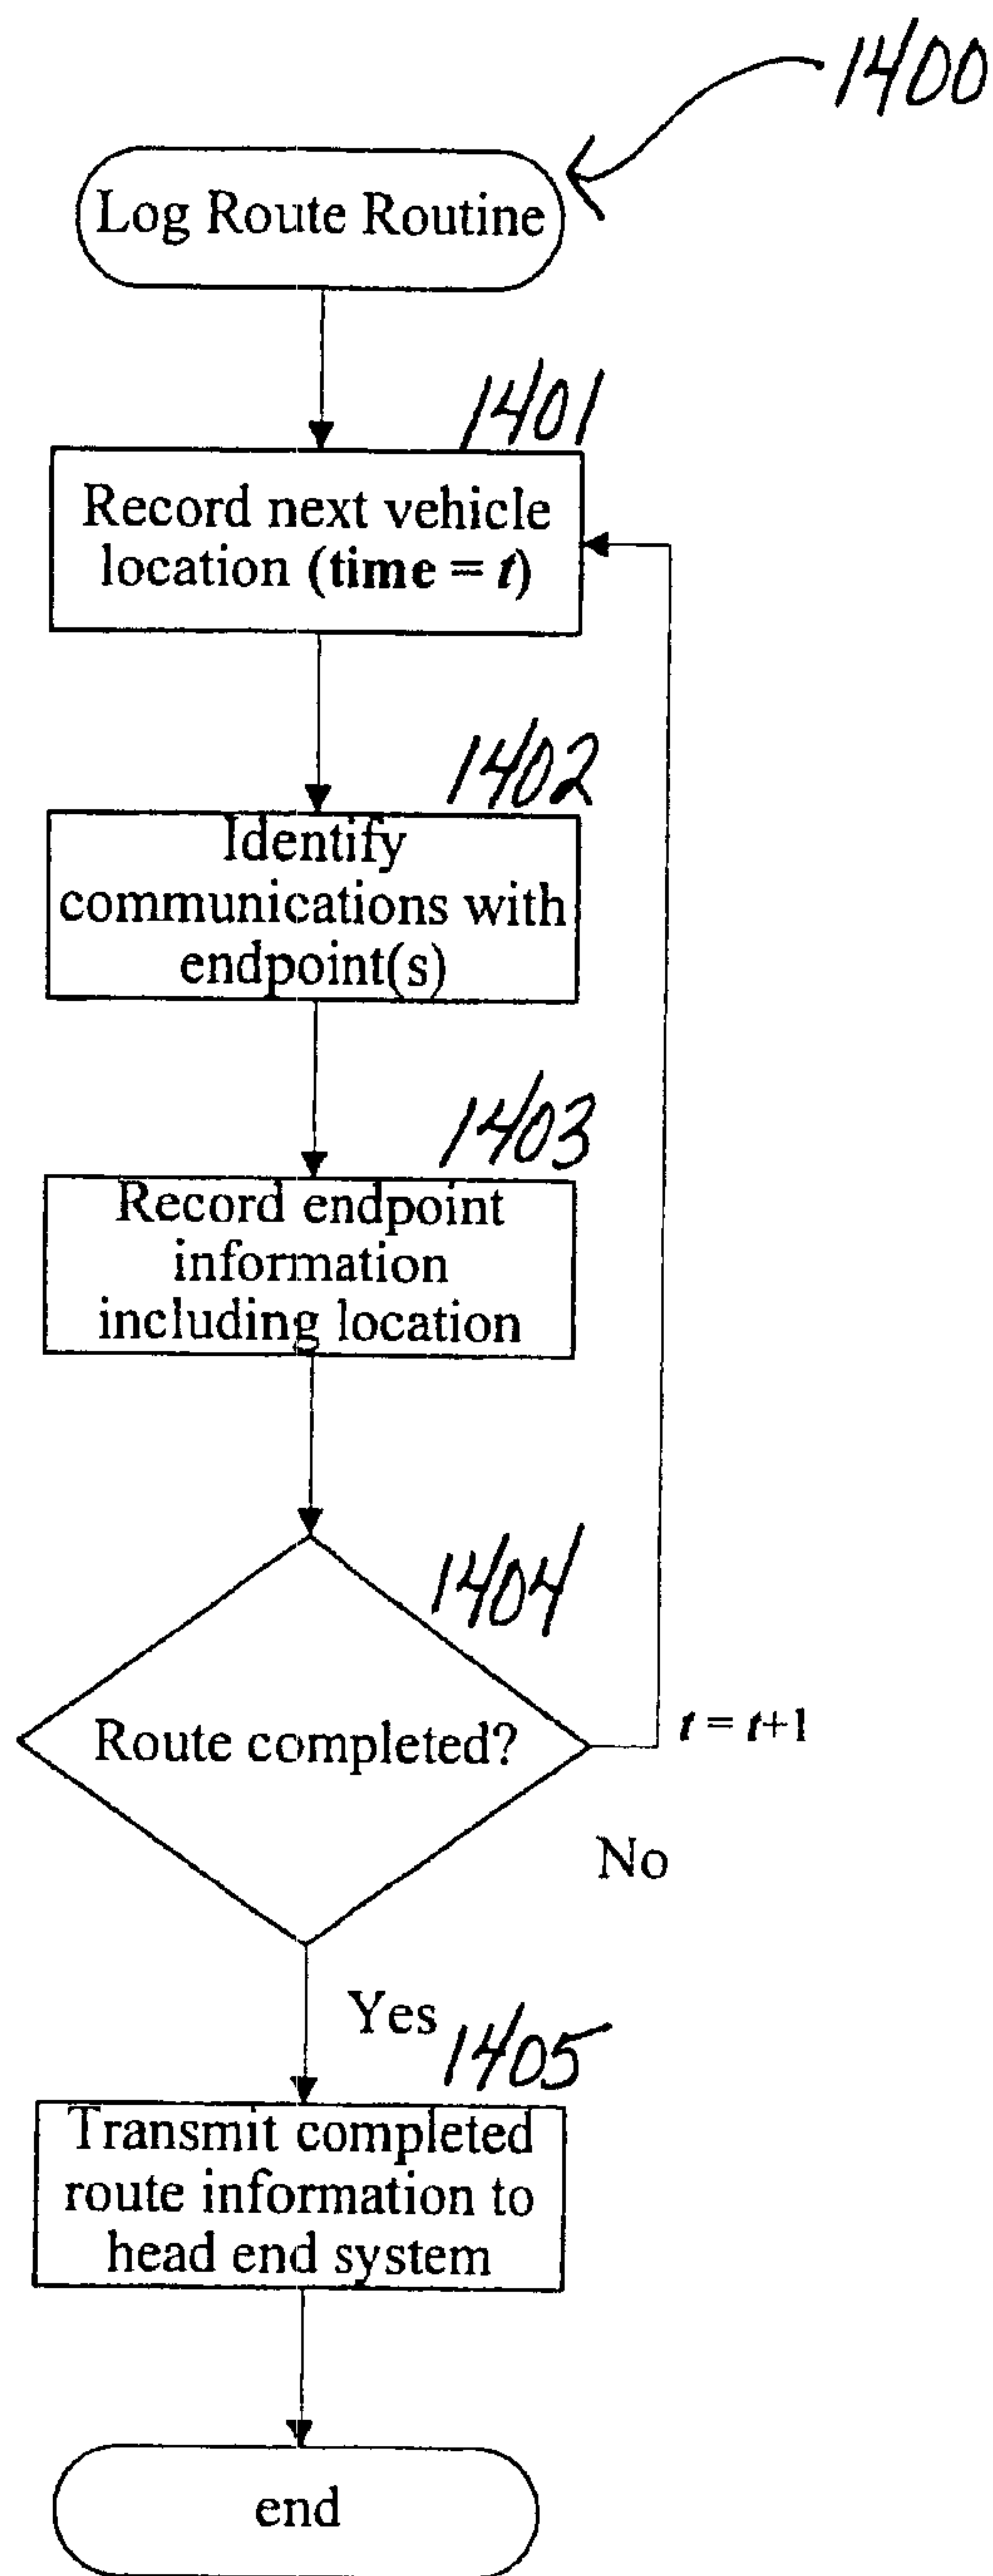 1400
Log Route Routine
1401
Record next vehicle
location (time = t)
1402
Identify
communications with
endpoint(s)
1403
Record endpoint
information
including location
1404
Route completed?
t = t+1
No
Yes
1405
Transmit completed
route information to
head end system
end